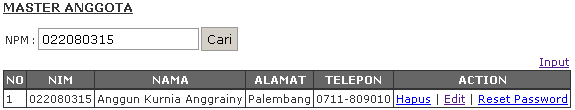 MASTER ANGGOTA
NPM : 022080315 Cari
Input
NO NIM NAMA ALAMAT TELEPON ACTION
1 022080315 Anggun Kurnia Anggrainy Palembang 0711-809010 Hapus | Edit | Reset Password